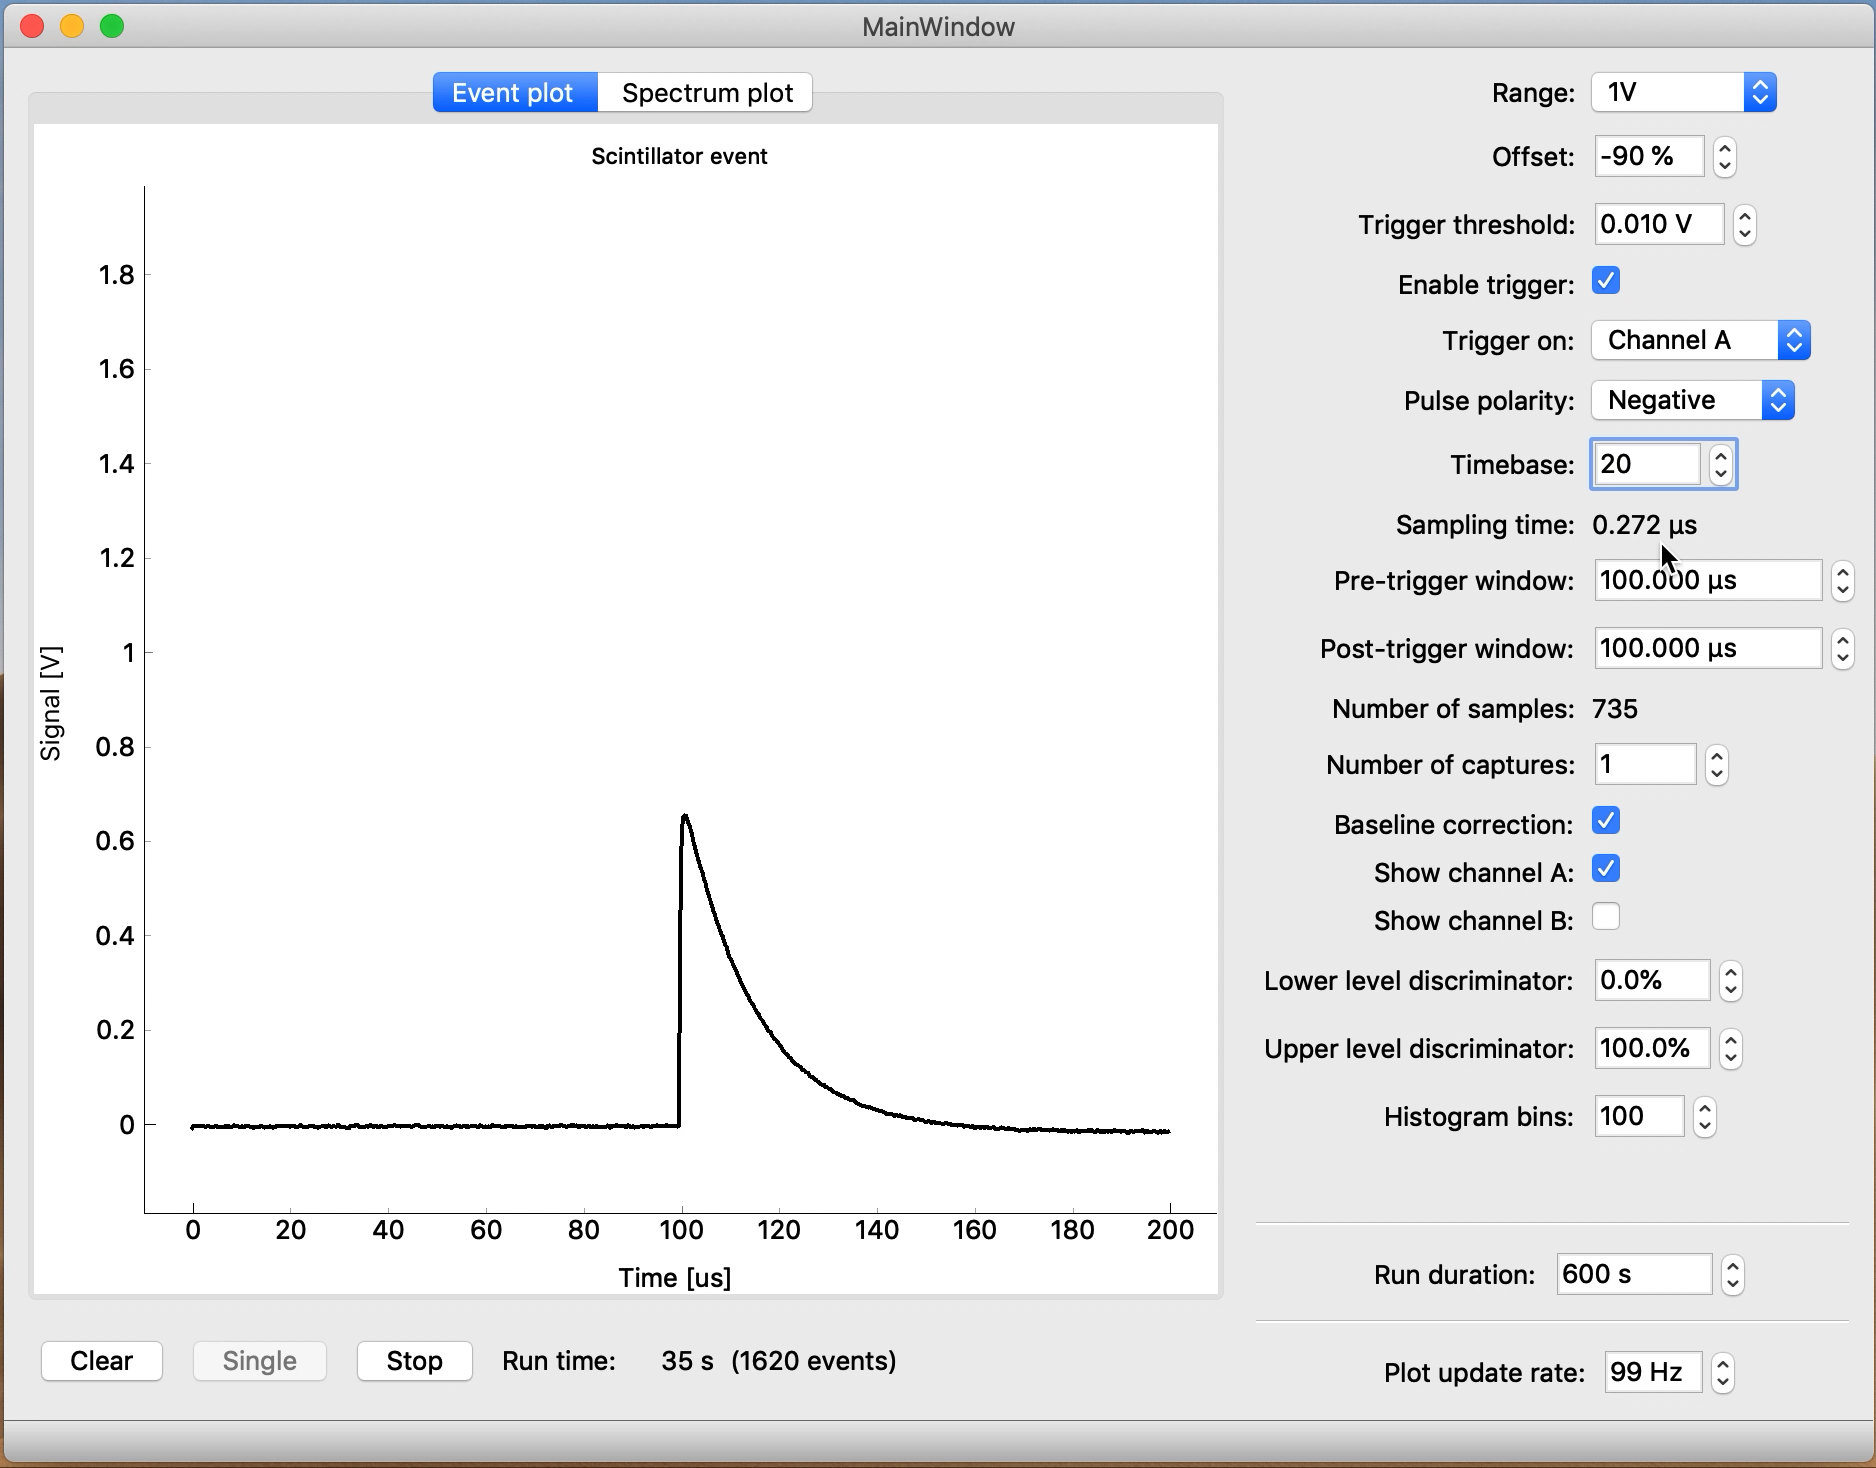 MainWindow
Event plot
Spectrum plot
Scintillator event
Signal [V]
1.8
1.6
1.4
1.2
1
0.8
0.6
0.4
0.2
0
0 20 40 60 80 100 120 140 160 180 200
Time [us]
Clear
Single
Stop
Run time: 35 s (1620 events)
Range: 1V
Offset: -90 %
Trigger threshold: 0.010 V
Enable trigger:
Trigger on: Channel A
Pulse polarity: Negative
Timebase: 20
Sampling time: 0.272 µs
Pre-trigger window: 100.000 µs
Post-trigger window: 100.000 µs
Number of samples: 735
Number of captures: 1
Baseline correction:
Show channel A:
Show channel B:
Lower level discriminator: 0.0%
Upper level discriminator: 100.0%
Histogram bins: 100
Run duration: 600 s
Plot update rate: 99 Hz